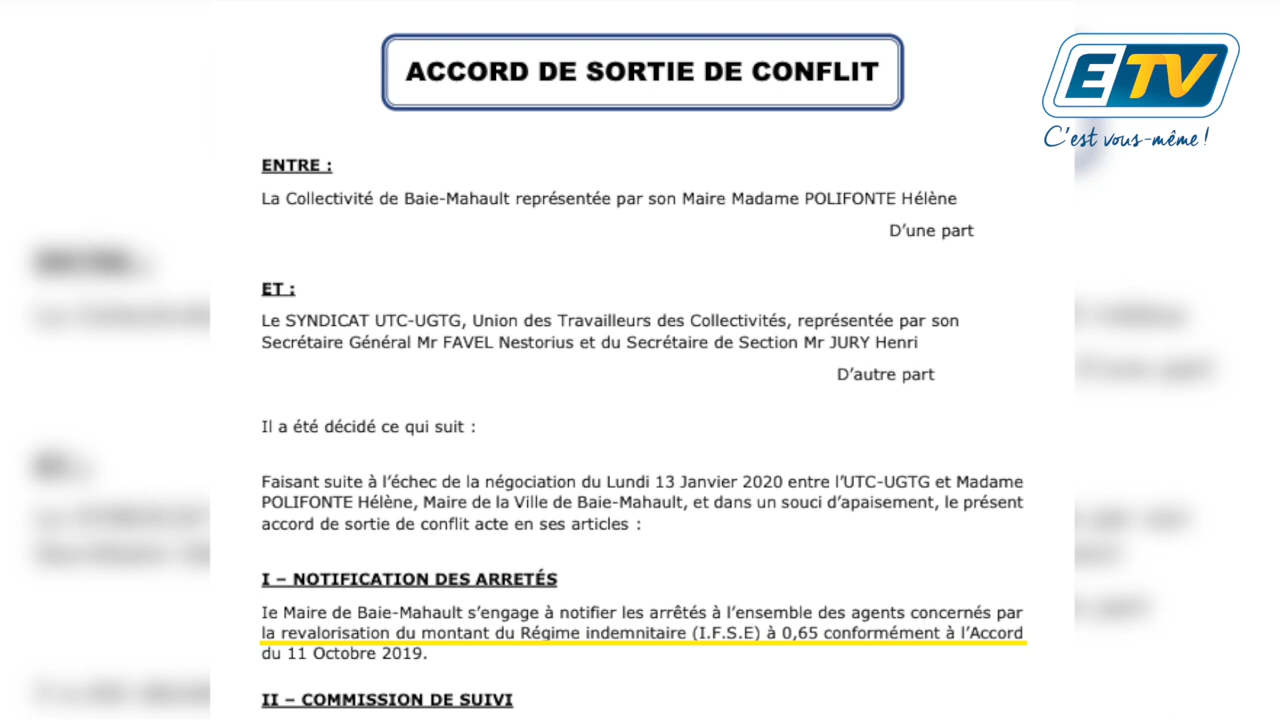 ACCORD DE SORTIE DE CONFLIT
ETV
C'est vous-même !
ENTRE :
La Collectivité de Baie-Mahault représentée par son Maire Madame POLIFONTE Hélène
D’une part
ET :
Le SYNDICAT UTC-UGTG, Union des Travailleurs des Collectivités, représentée par son
Secrétaire Général Mr FAVEL Nestorius et du Secrétaire de Section Mr JURY Henri
D’autre part
Il a été décidé ce qui suit :
Faisant suite à l’échec de la négociation du Lundi 13 Janvier 2020 entre l’UTC-UGTG et Madame
POLIFONTE Hélène, Maire de la Ville de Baie-Mahault, et dans un souci d’apaisement, le présent
accord de sortie de conflit acte en ses articles :
I – NOTIFICATION DES ARRETÉS
Ie Maire de Baie-Mahault s’engage à notifier les arrêtés à l’ensemble des agents concernés par
la revalorisation du montant du Régime indemnitaire (I.F.S.E) à 0,65 conformément à l’Accord
du 11 Octobre 2019.
II – COMMISSION DE SUIVI